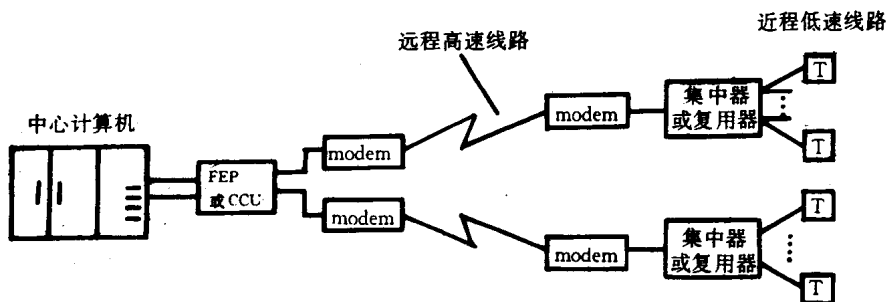 远程高速线路
近程低速线路
中心计算机
FEP
或CCU
modem
modem
集中器
或复用器
T
T
modem
modem
集中器
或复用器
T
T